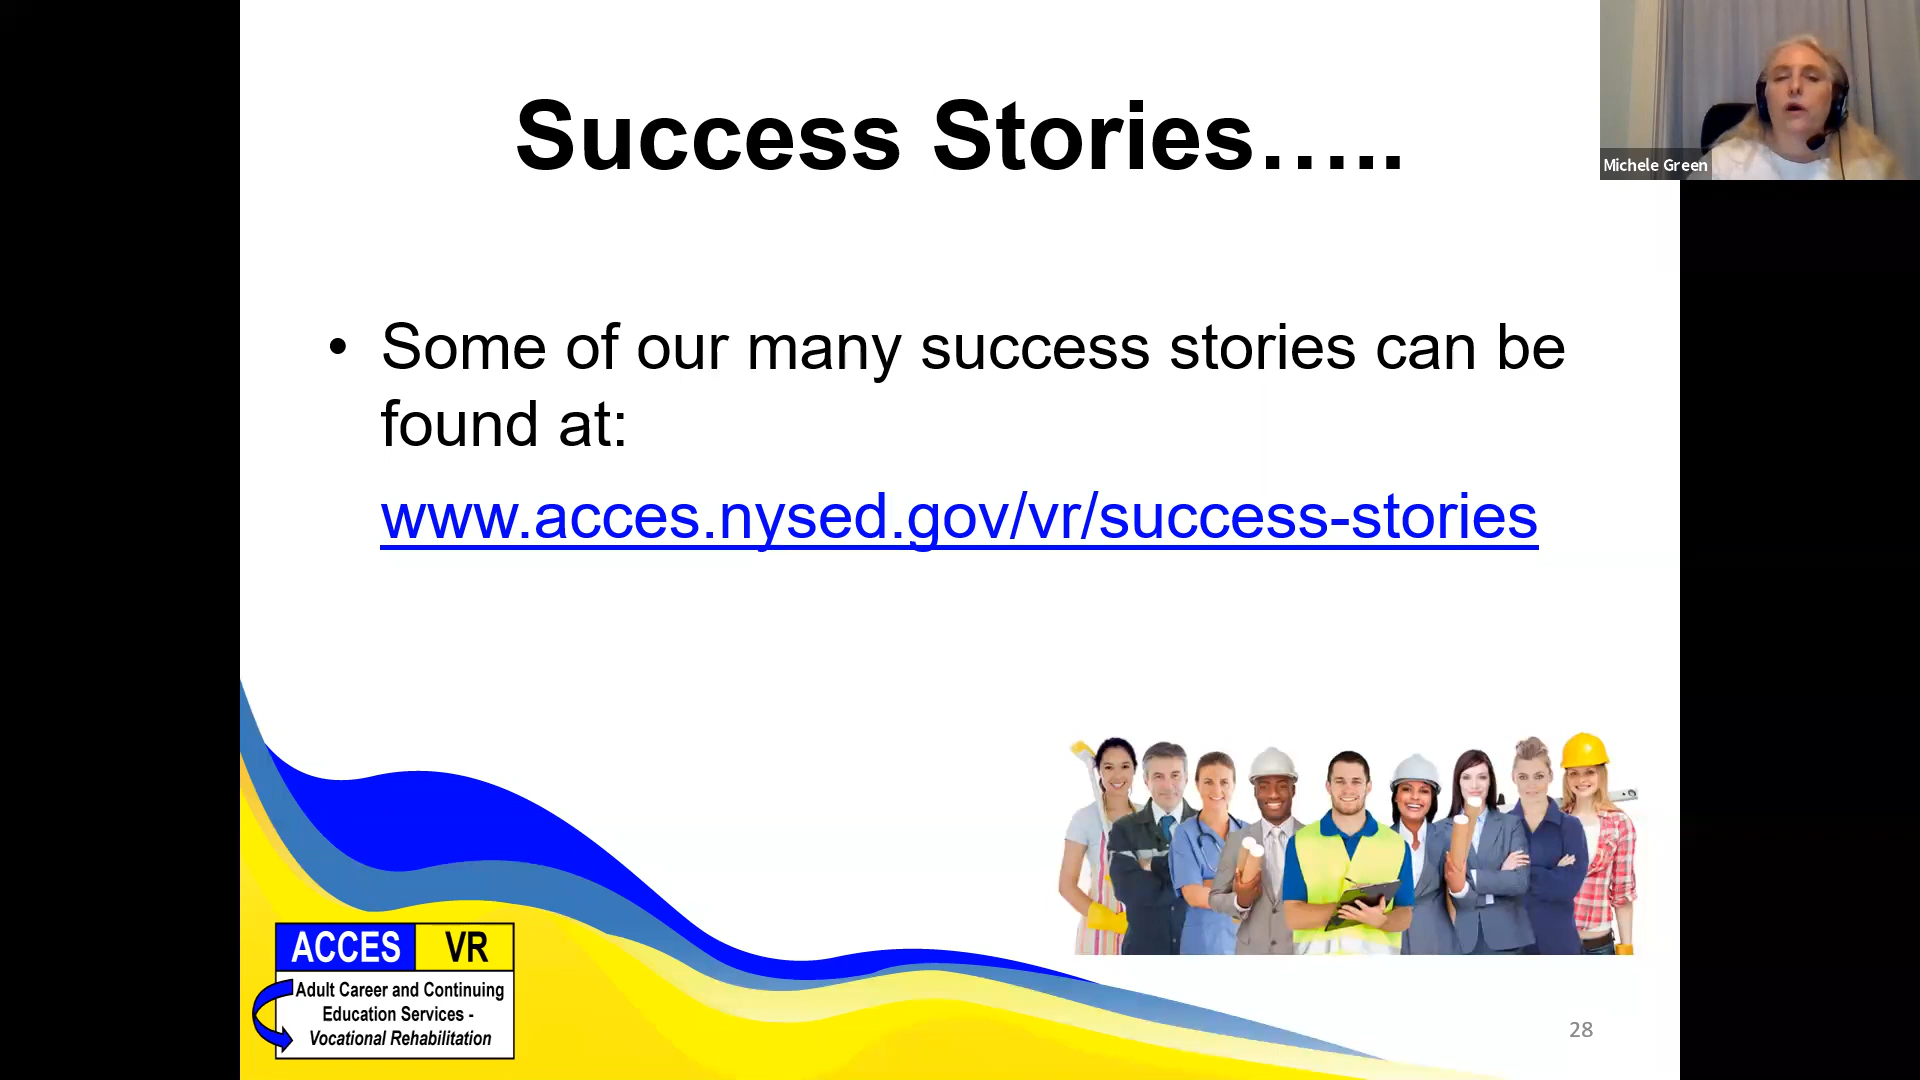 Success Stories…..
Michele Green
• Some of our many success stories can be
found at:
www.acces.nysed.gov/vr/success-stories
ACCES VR
Adult Career and Continuing
Education Services -
Vocational Rehabilitation
28